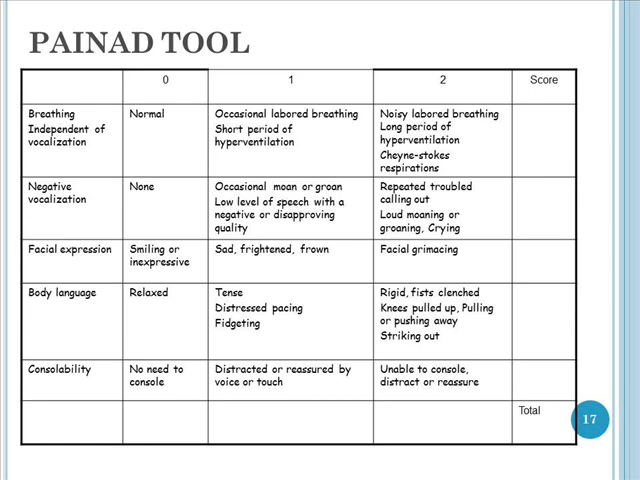 PAINAD TOOL
0 1 2 Score
Breathing
Independent of
vocalization
Normal
Occasional labored breathing
Short period of
hyperventilation
Noisy labored breathing
Long period of
hyperventilation
Cheyne-stokes
respirations
Negative
vocalization
None
Occasional moan or groan
Low level of speech with a
negative or disapproving
quality
Repeated troubled
calling out
Loud moaning or
groaning, Crying
Facial expression
Smiling or
inexpressive
Sad, frightened, frown
Facial grimacing
Body language
Relaxed
Tense
Distressed pacing
Fidgeting
Rigid, fists clenched
Knees pulled up, Pulling
or pushing away
Striking out
Consolability
No need to
console
Distracted or reassured by
voice or touch
Unable to console,
distract or reassure
Total
17